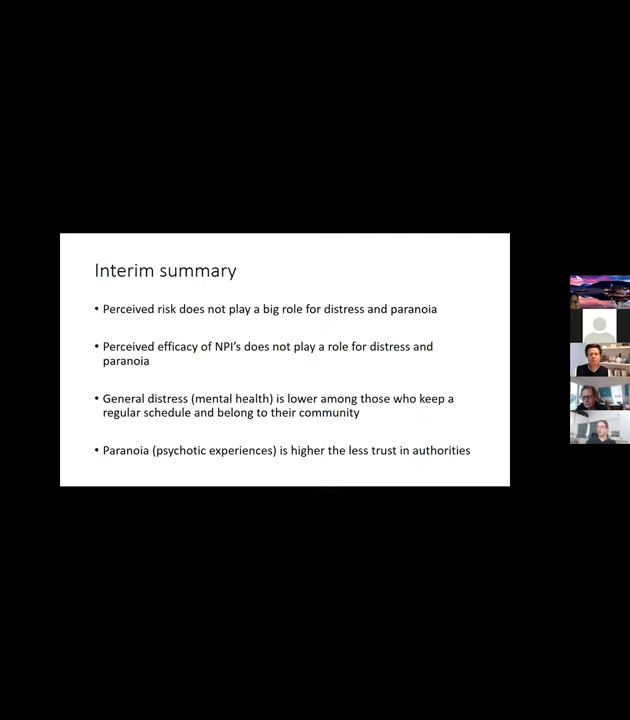 Interim summary
• Perceived risk does not play a big role for distress and paranoia
• Perceived efficacy of NPI's does not play a role for distress and
paranoia
• General distress (mental health) is lower among those who keep a
regular schedule and belong to their community
• Paranoia (psychotic experiences) is higher the less trust in authorities